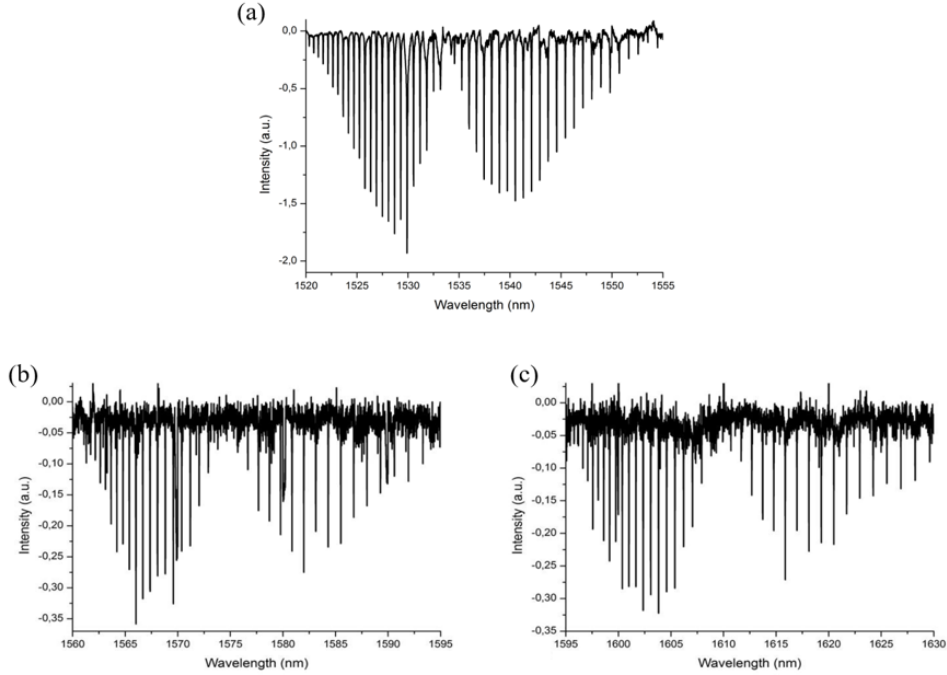 (a)
0,0
-0,5
-1,0
-1,5
-2,0
Intensity (a.u.)
1520 1525 1530 1535 1540 1545 1550 1555
Wavelength (nm)
(b)
0,00
-0,05
-0,10
-0,15
-0,20
-0,25
-0,30
-0,35
Intensity (a.u.)
1560 1565 1570 1575 1580 1585 1590 1595
Wavelength (nm)
(c)
0,00
-0,05
-0,10
-0,15
-0,20
-0,25
-0,30
-0,35
Intensity (a.u.)
1595 1600 1605 1610 1615 1620 1625 1630
Wavelength (nm)